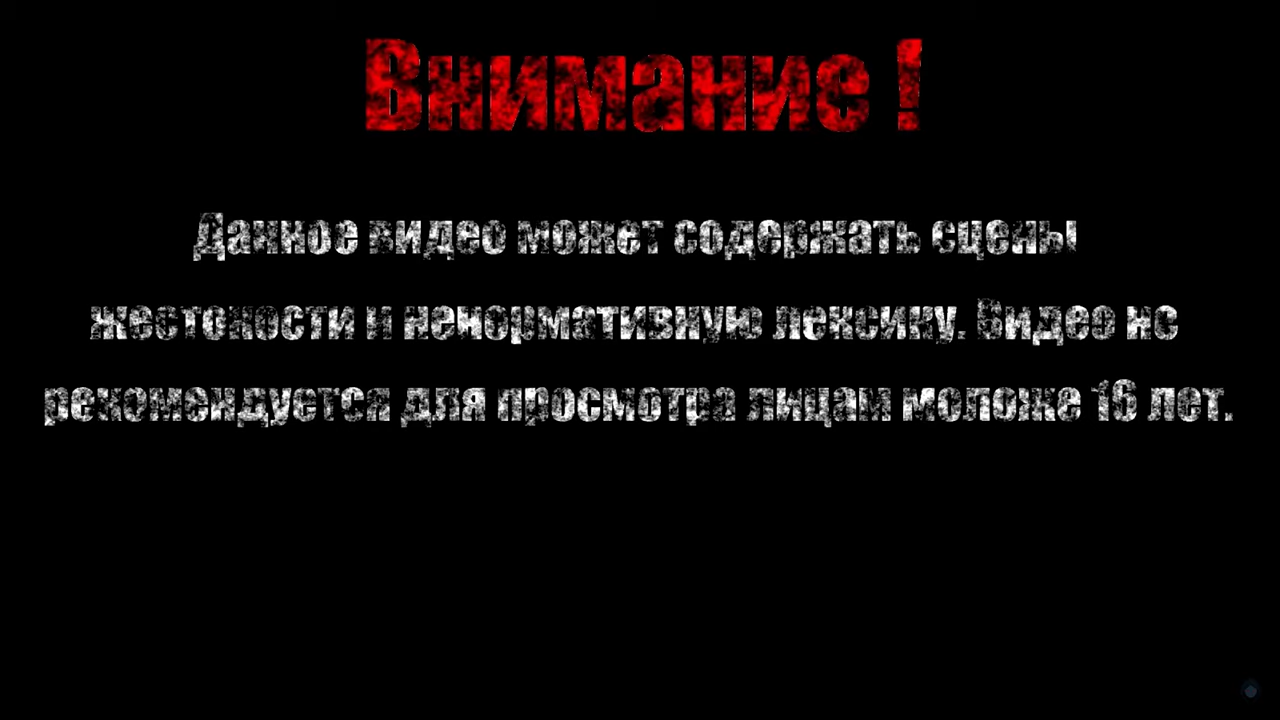 Внимание !
Данное видео может содержать сцены
жестокости и ненормативную лексику. Видео не
рекомендуется для просмотра лицам моложе 16 лет.